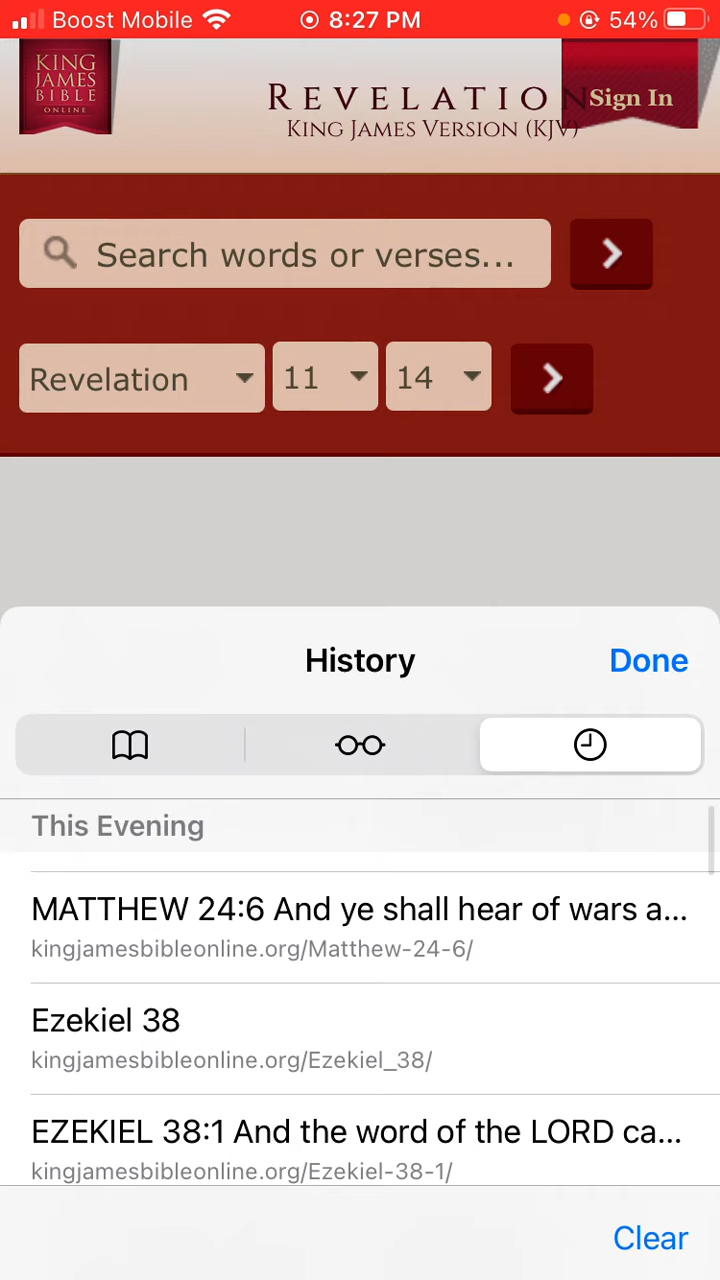 Boost Mobile 8:27 PM 54%
KING
JAMES
BIBLE
ONLINE
REVELATION
Sign In
KING JAMES VERSION (KJV)
Search words or verses...
Revelation 11 14
History Done
This Evening
MATTHEW 24:6 And ye shall hear of wars a...
kingjamesbibleonline.org/Matthew-24-6/
Ezekiel 38
kingjamesbibleonline.org/Ezekiel_38/
EZEKIEL 38:1 And the word of the LORD ca...
kingjamesbibleonline.org/Ezekiel-38-1/
Clear